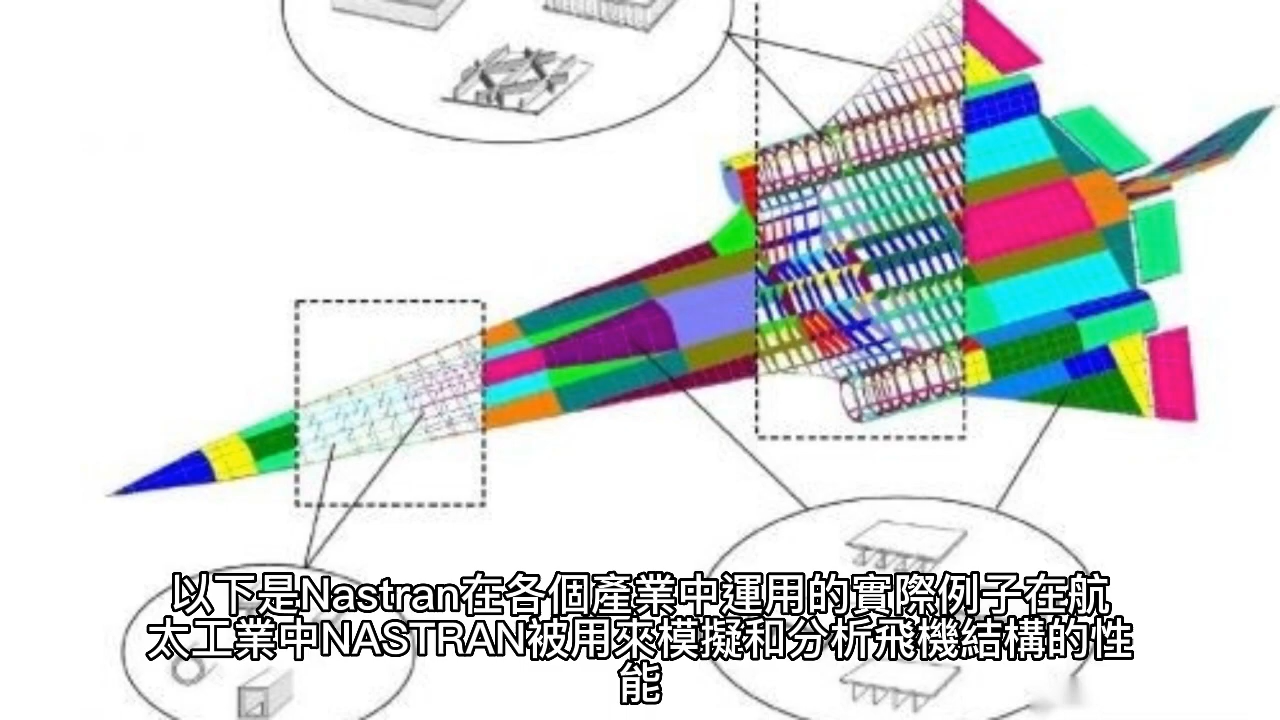 以下是Nastran在各個產業中運用的實際例子在航
太工業中NASTRAN被用來模擬和分析飛機結構的性
能